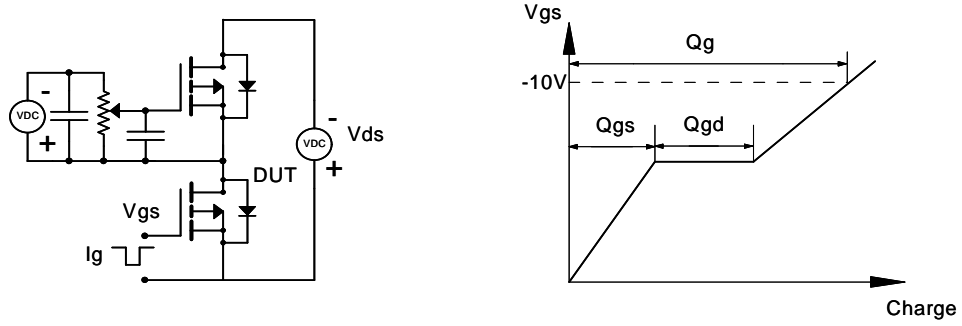 -
VDC
+
-
VDC
+
Vds
DUT
Vgs
Ig
Vgs
Qg
-10V
Qgs
Qgd
Charge